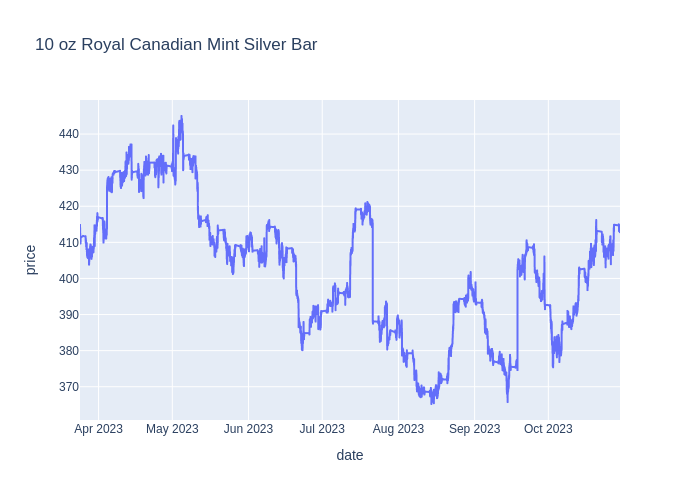 10 oz Royal Canadian Mint Silver Bar
440
430
420
410
400
390
380
370
price
Apr 2023 May 2023 Jun 2023 Jul 2023 Aug 2023 Sep 2023 Oct 2023
date